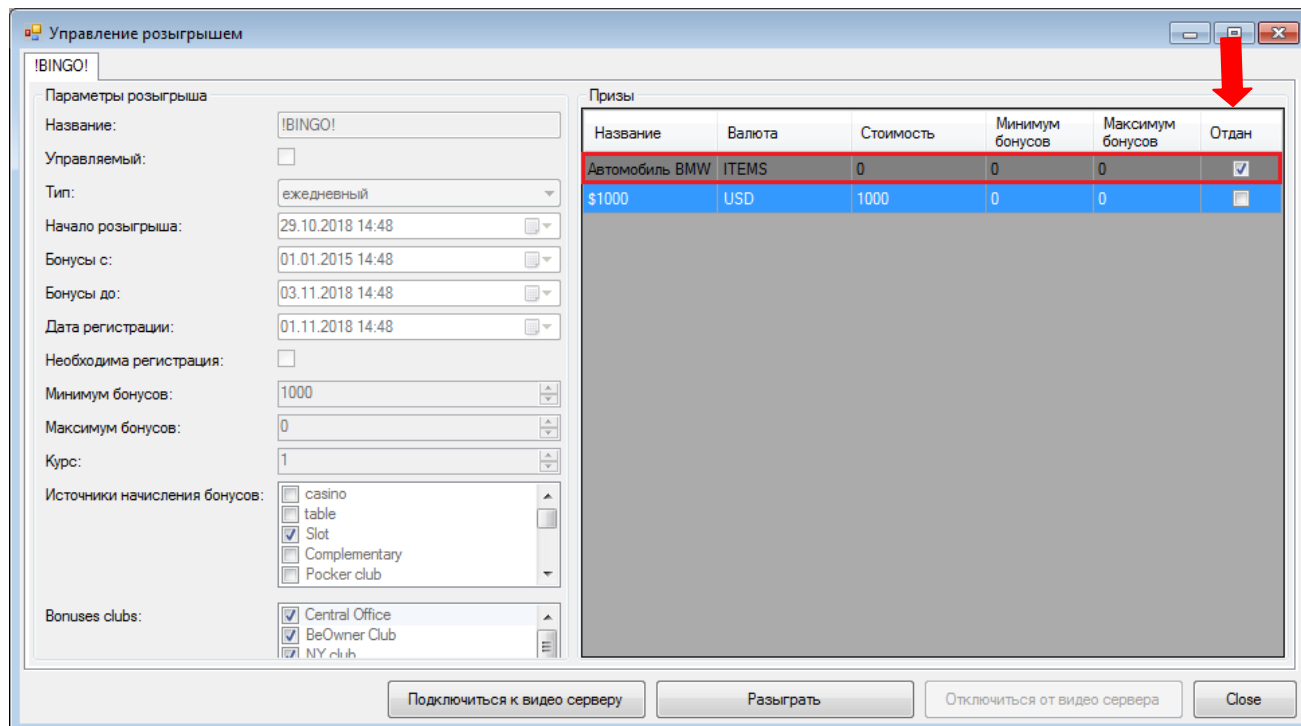 Управление розыгрышем
!BINGO!
Параметры розыгрыша
Название: !BINGO!
Управляемый:
Тип: ежедневный
Начало розыгрыша: 29.10.2018 14:48
Бонусы с: 01.01.2015 14:48
Бонусы до: 03.11.2018 14:48
Дата регистрации: 01.11.2018 14:48
Необходима регистрация:
Минимум бонусов: 1000
Максимум бонусов: 0
Курс: 1
Источники начисления бонусов: casino
table
Slot
Complementary
Pocker club
Bonuses clubs: Central Office
BeOwner Club
NY club
Призы
Название Валюта Стоимость Минимум бонусов Максимум бонусов Отдан
Автомобиль BMW ITEMS 0 0 0
$1000 USD 1000 0 0
Подключиться к видео серверу Разыграть Отключиться от видео сервера Close